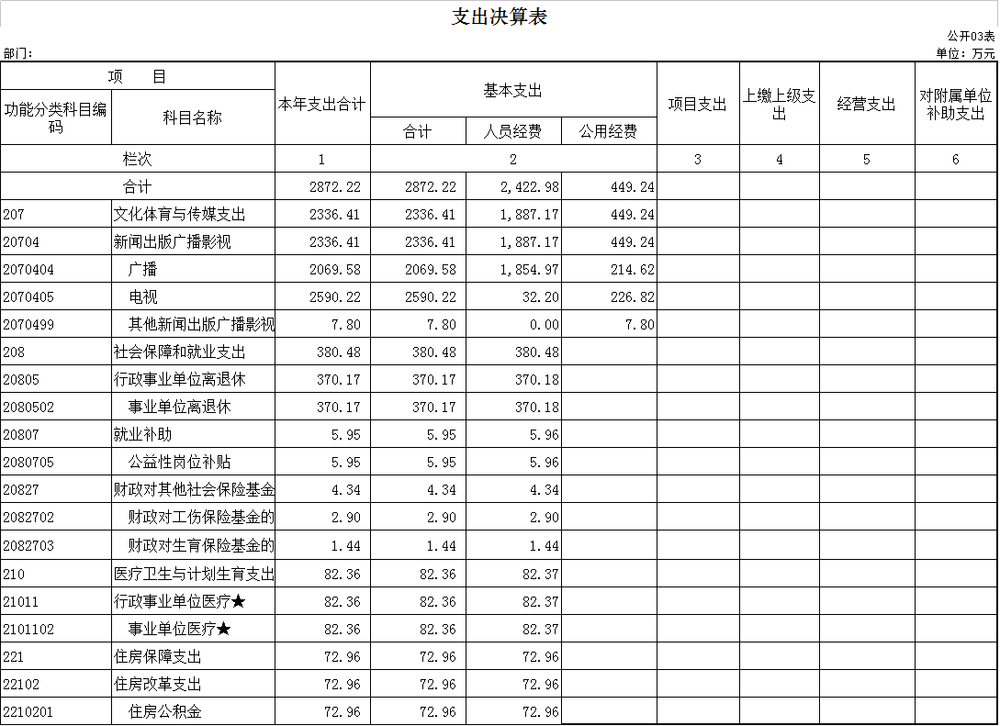 支出决算表
公开03表
部门: 单位: 万元
项 目 本年支出合计 基本支出 项目支出 上缴上级支出 经营支出 对附属单位补助支出
功能分类科目编码 科目名称 合计 人员经费 公用经费
栏次 1 2 3 4 5 6
合计 2872.22 2872.22 2,422.98 449.24
207 文化体育与传媒支出 2336.41 2336.41 1,887.17 449.24
20704 新闻出版广播影视 2336.41 2336.41 1,887.17 449.24
2070404 广播 2069.58 2069.58 1,854.97 214.62
2070405 电视 2590.22 2590.22 32.20 226.82
2070499 其他新闻出版广播影视 7.80 7.80 0.00 7.80
208 社会保障和就业支出 380.48 380.48 380.48
20805 行政事业单位离退休 370.17 370.17 370.18
2080502 事业单位离退休 370.17 370.17 370.18
20807 就业补助 5.95 5.95 5.96
2080705 公益性岗位补贴 5.95 5.95 5.96
20827 财政对其他社会保险基金 4.34 4.34 4.34
2082702 财政对工伤保险基金的 2.90 2.90 2.90
2082703 财政对生育保险基金的 1.44 1.44 1.44
210 医疗卫生与计划生育支出 82.36 82.36 82.37
21011 行政事业单位医疗★ 82.36 82.36 82.37
2101102 事业单位医疗★ 82.36 82.36 82.37
221 住房保障支出 72.96 72.96 72.96
22102 住房改革支出 72.96 72.96 72.96
2210201 住房公积金 72.96 72.96 72.96